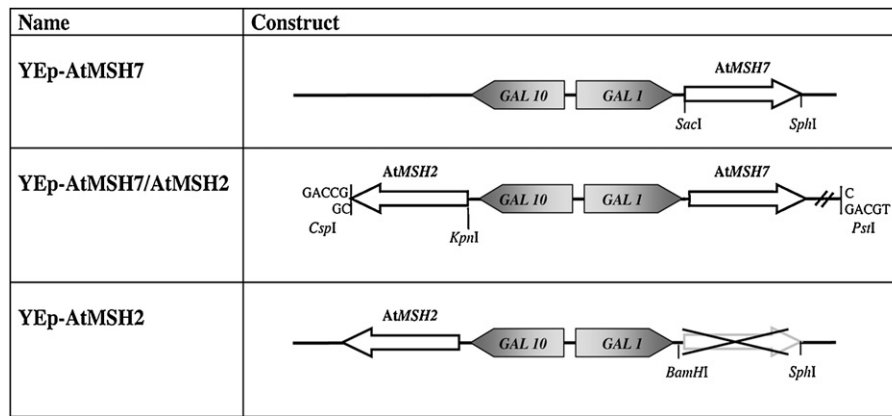 Name Construct
YEp-AtMSH7
AtMSH7
GAL 10 GAL 1
SacI SphI
YEp-AtMSH7/AtMSH2
AtMSH2 AtMSH7
GACCG C
GAL 10 GAL 1
GC GACGT
CspI KpnI PstI
YEp-AtMSH2
AtMSH2
GAL 10 GAL 1
BamHI SphI